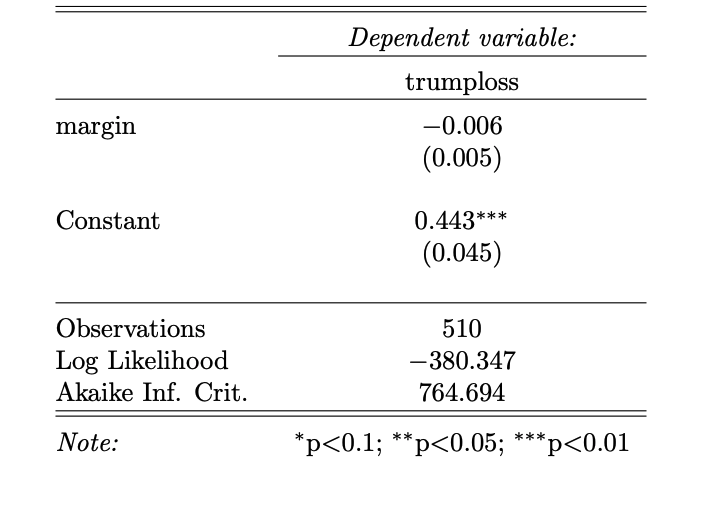 Dependent variable:
trumploss
margin −0.006
(0.005)
Constant 0.443***
(0.045)
Observations 510
Log Likelihood −380.347
Akaike Inf. Crit. 764.694
Note: *p<0.1; **p<0.05; ***p<0.01